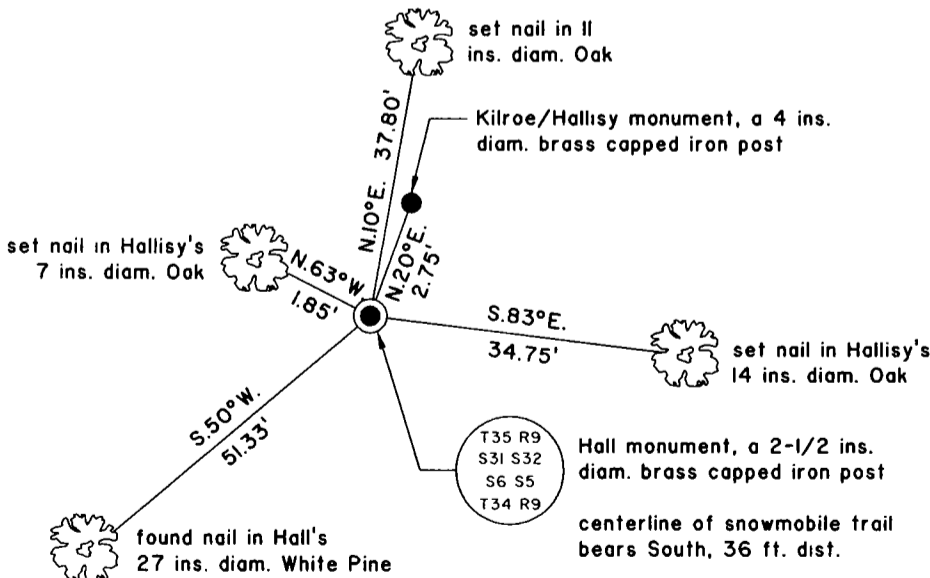 set nail in 11
ins. diam. Oak
Kilroe/Hallisy monument, a 4 ins.
diam. brass capped iron post
N.10°E. 37.80'
N.20°E.
2.75'
set nail in Hallisy's
7 ins. diam. Oak
N.63°W.
1.85'
S.83°E.
34.75'
set nail in Hallisy's
14 ins. diam. Oak
S.50°W.
51.33'
T35 R9
S31 S32
S6 S5
T34 R9
Hall monument, a 2-1/2 ins.
diam. brass capped iron post
centerline of snowmobile trail
bears South, 36 ft. dist.
found nail in Hall's
27 ins. diam. White Pine